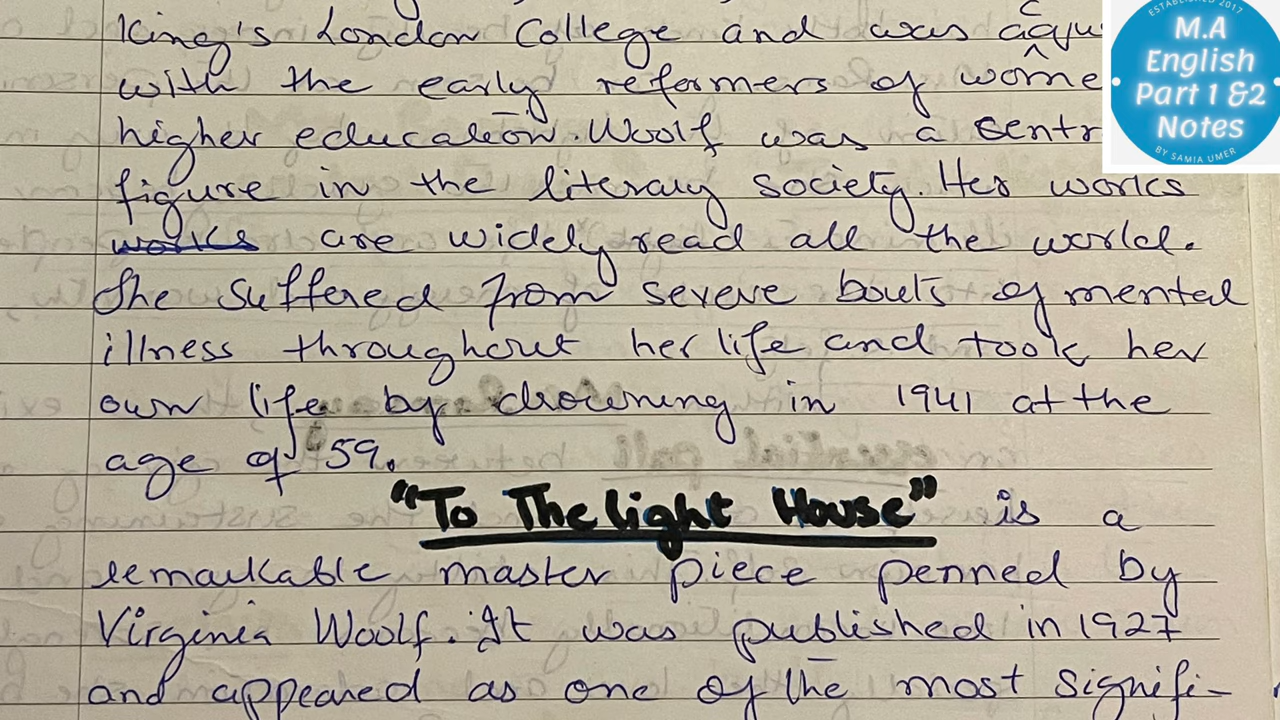 King's London College and was acqu
with the early reformers of wome
higher education. Woolf was a centr
figure in the literary society. Her works
works are widely read all the world.
She suffered from severe bouts of mental
illness throughout her life and took her
own life by drowning in 1941 at the
age of 59.
"To The light House" is a
remarkable master piece penned by
Virginia Woolf. It was published in 1927
and appeared as one of the most signifi-
ESTABLISHED 2017
M.A
English
Part 1 &2
Notes
BY SAMIA UMER